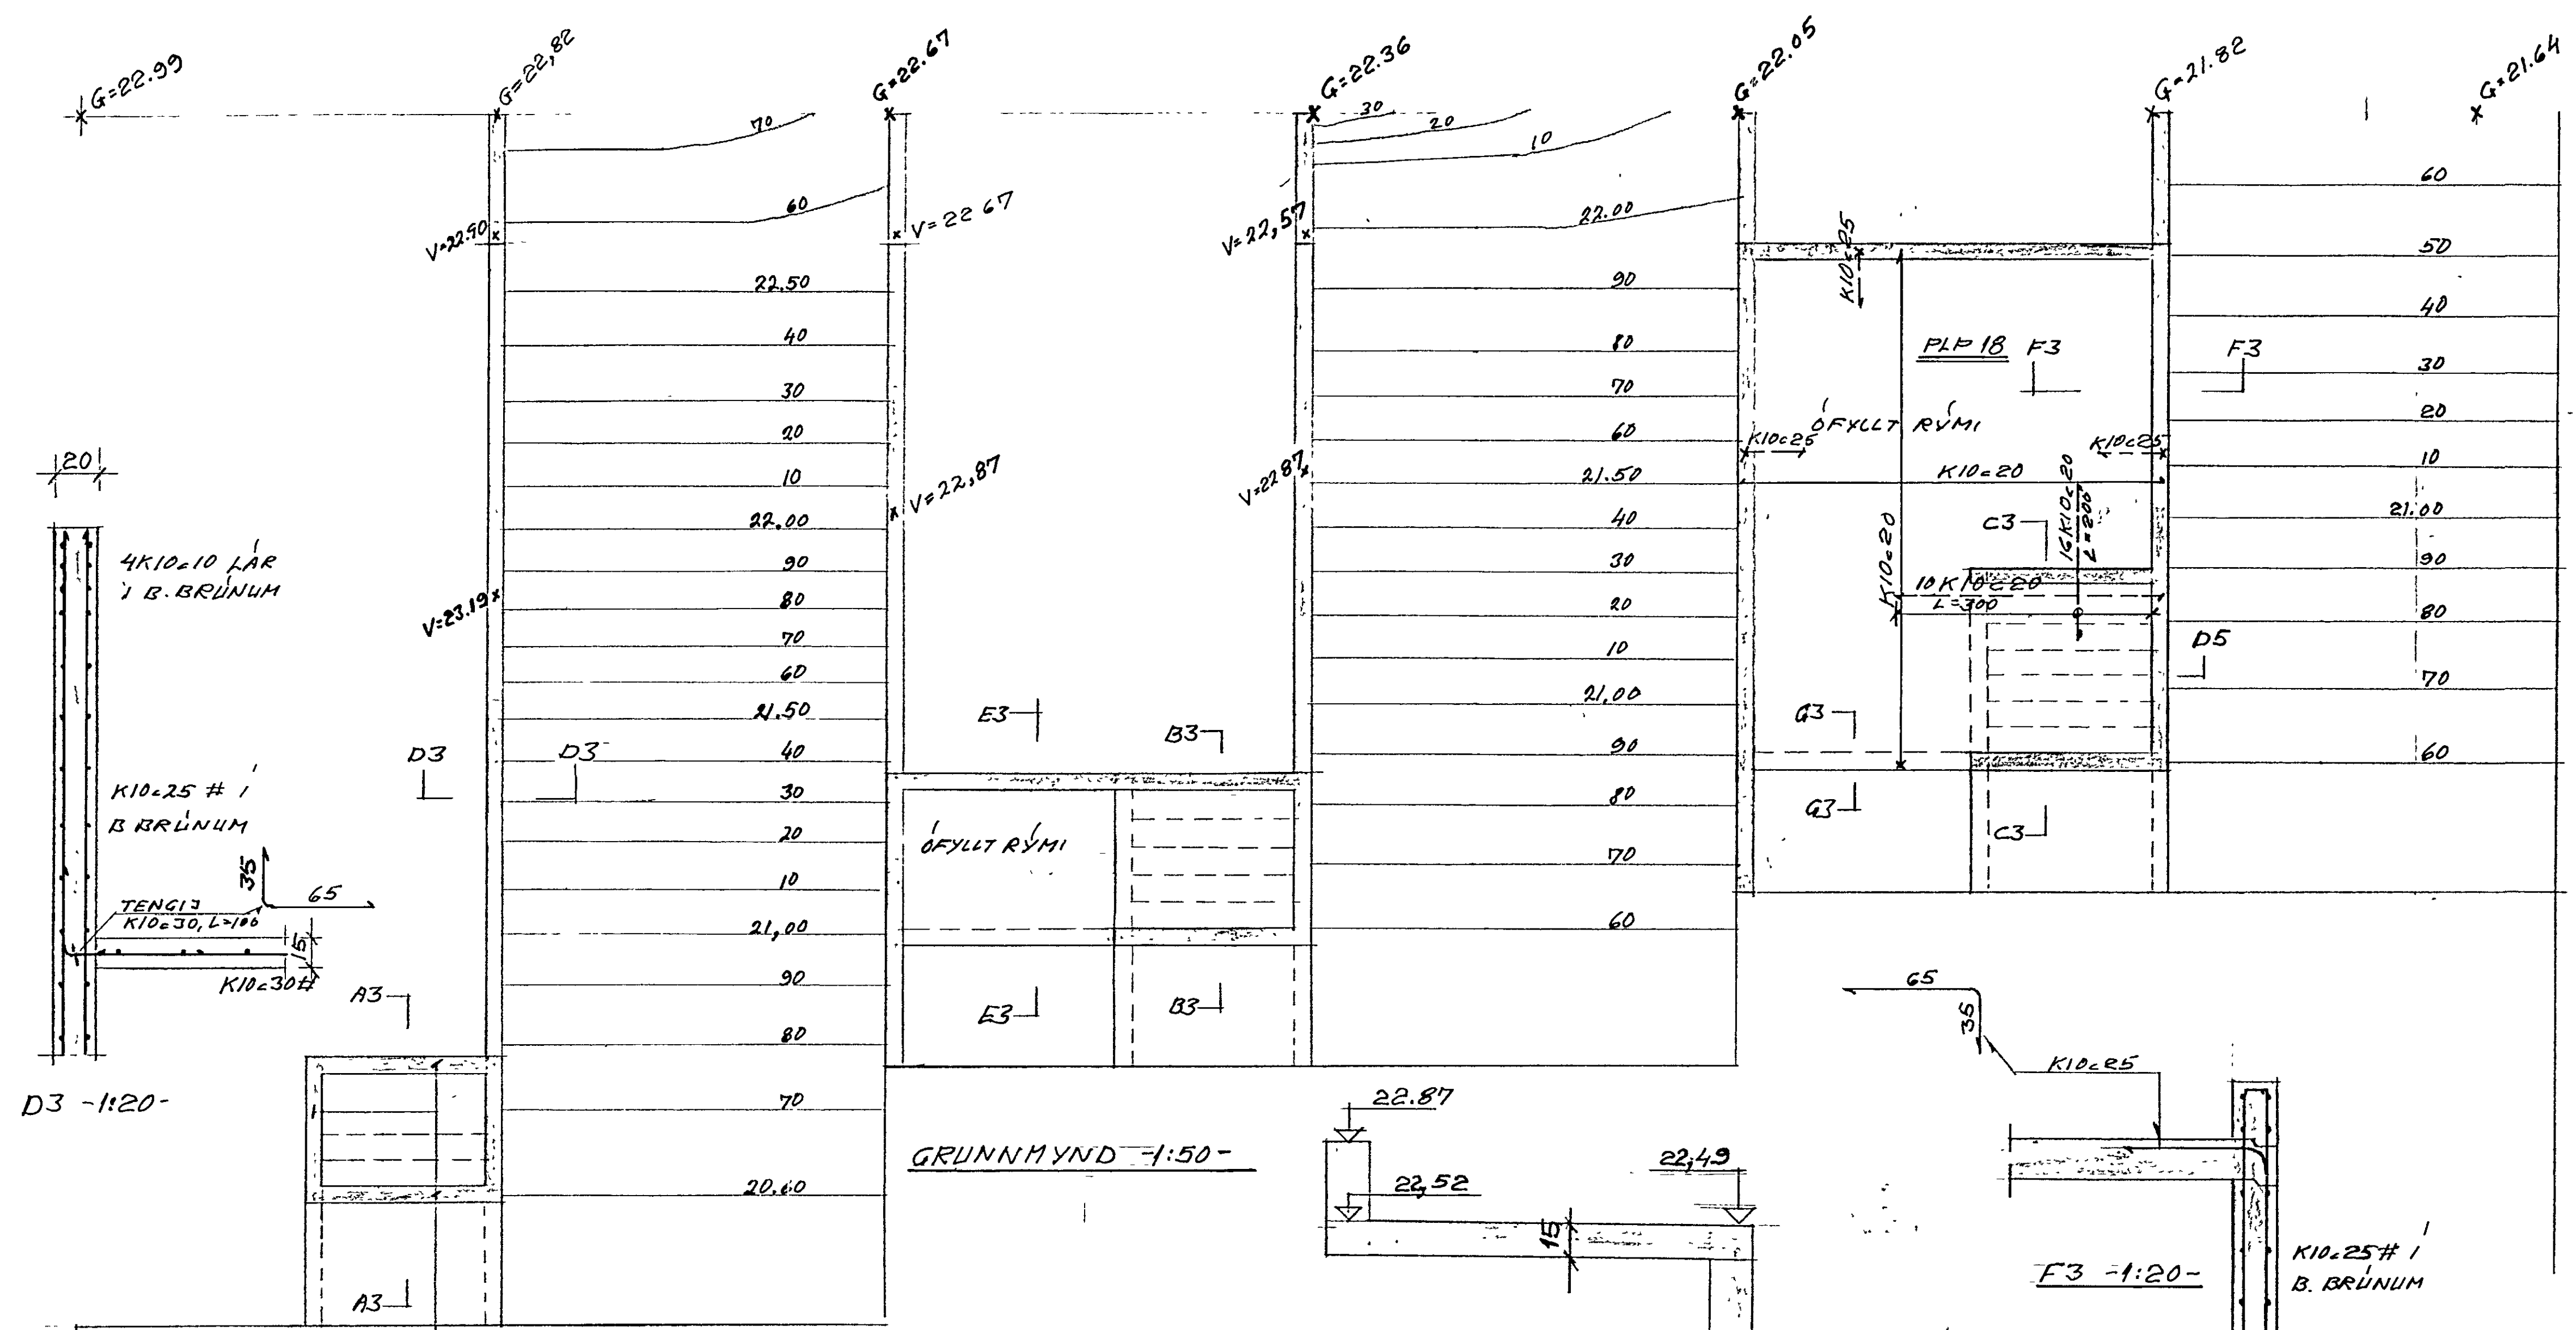 G=22.99
G=22,82
G=22.67
G=22.36
G=22.05
G=21.82
G=21.64
70
60
V=22.90
22.50
40
30
20
10
22.00
90
80
70
60
21.50
40
30
20
10
21,00
90
80
70
20.60
V=23.19
V=22 67
V=22,87
V=22,57
V=22 87
30
20
10
22.00
90
80
70
60
21.50
40
30
20
10
21,00
90
80
70
60
K10c25
PLP 18
F3
F3
ÓFYLLT RÝMI
K10c25
K10c25
K10c20
K10c20
C3
16K10c20
L=200
10K10c20
L=300
G3
G3
C3
D5
60
50
40
30
20
10
21.00
90
80
70
60
20
4K10c10 LÁR
Í B. BRÚNUM
K10c25 # Í
B BRÚNUM
35
65
TENGIJ
K10c30, L=100
15
K10c30#
D3 -1:20-
D3
D3
A3
A3
E3
B3
ÓFYLLT RÝMI
E3
B3
GRUNNMYND -1:50-
22.87
22,52
22,49
15
65
35
K10c25
F3 -1:20-
K10c25# Í
B. BRÚNUM